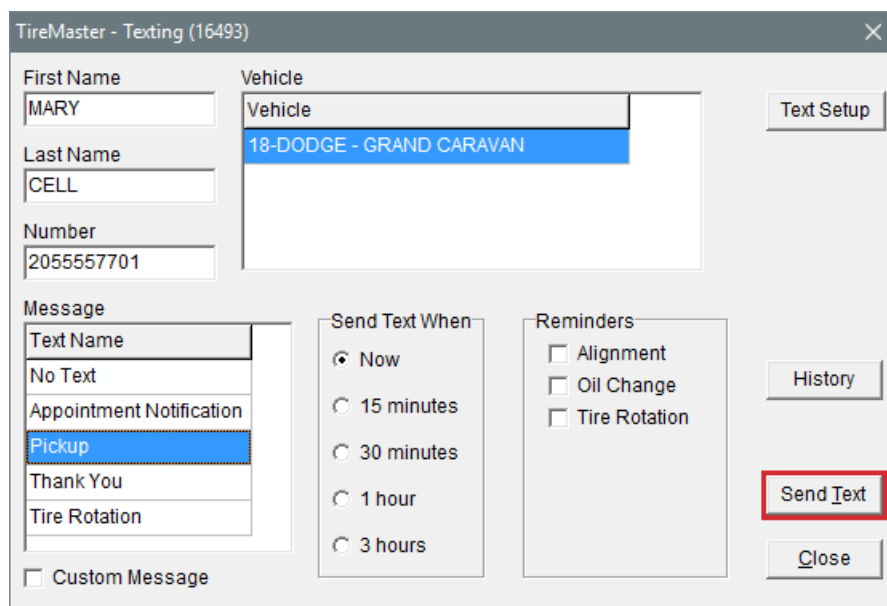 TireMaster - Texting (16493)
First Name
MARY
Vehicle
Vehicle
18-DODGE - GRAND CARAVAN
Text Setup
Last Name
CELL
Number
2055557701
Message
Text Name
No Text
Appointment Notification
Pickup
Thank You
Tire Rotation
Custom Message
Send Text When
Now
15 minutes
30 minutes
1 hour
3 hours
Reminders
Alignment
Oil Change
Tire Rotation
History
Send Text
Close